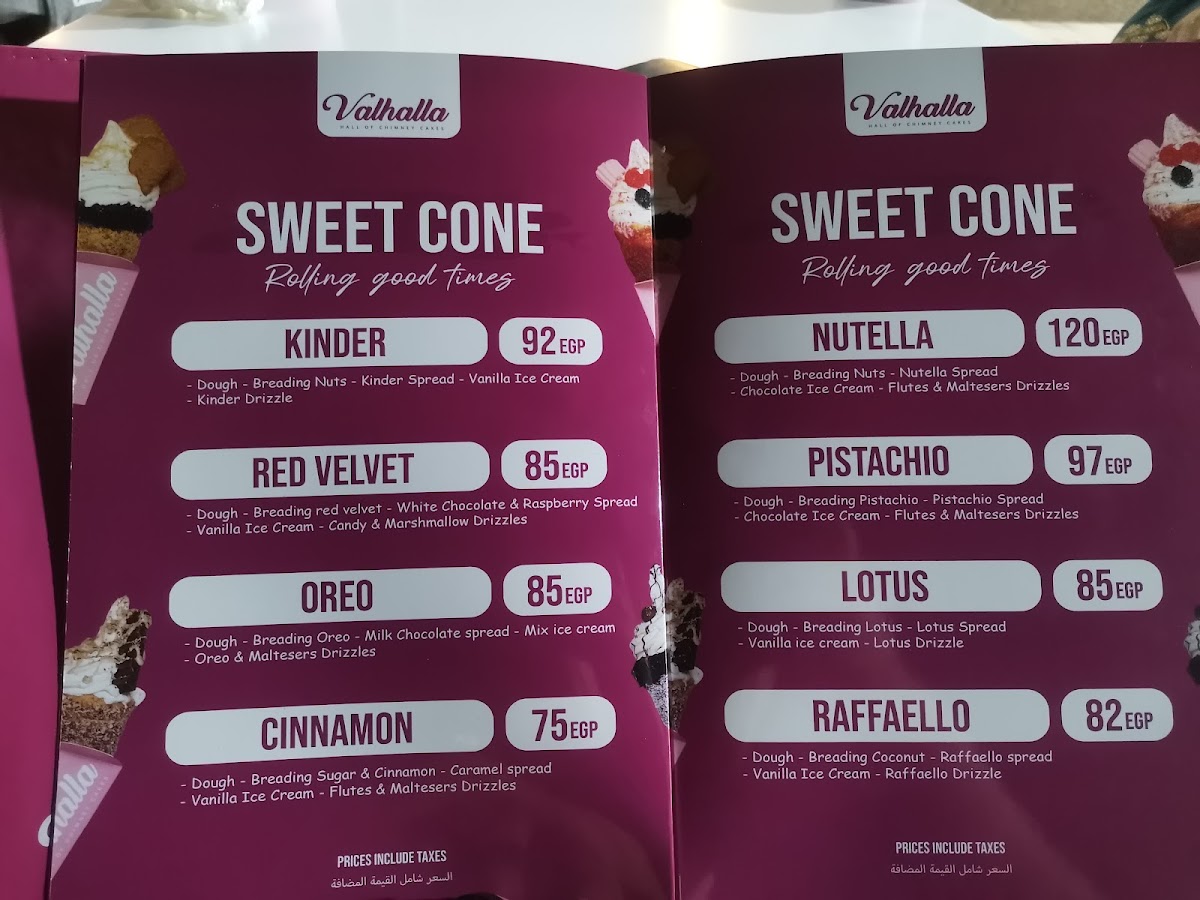 Valhalla
HALL OF CHIMNEY CAKES
SWEET CONE
Rolling good times
KINDER 92 EGP
- Dough - Breading Nuts - Kinder Spread - Vanilla Ice Cream
- Kinder Drizzle
RED VELVET 85 EGP
- Dough - Breading red velvet - White Chocolate & Raspberry Spread
- Vanilla Ice Cream - Candy & Marshmallow Drizzles
OREO 85 EGP
- Dough - Breading Oreo - Milk Chocolate spread - Mix ice cream
- Oreo & Maltesers Drizzles
CINNAMON 75 EGP
- Dough - Breading Sugar & Cinnamon - Caramel spread
- Vanilla Ice Cream - Flutes & Maltesers Drizzles
PRICES INCLUDE TAXES
السعر شامل القيمة المضافة
Valhalla
HALL OF CHIMNEY CAKES
SWEET CONE
Rolling good times
NUTELLA 120 EGP
- Dough - Breading Nuts - Nutella Spread
- Chocolate Ice Cream - Flutes & Maltesers Drizzles
PISTACHIO 97 EGP
- Dough - Breading Pistachio - Pistachio Spread
- Chocolate Ice Cream - Flutes & Maltesers Drizzles
LOTUS 85 EGP
- Dough - Breading Lotus - Lotus Spread
- Vanilla ice cream - Lotus Drizzle
RAFFAELLO 82 EGP
- Dough - Breading Coconut - Raffaello spread
- Vanilla Ice Cream - Raffaello Drizzle
PRICES INCLUDE TAXES
السعر شامل القيمة المضافة